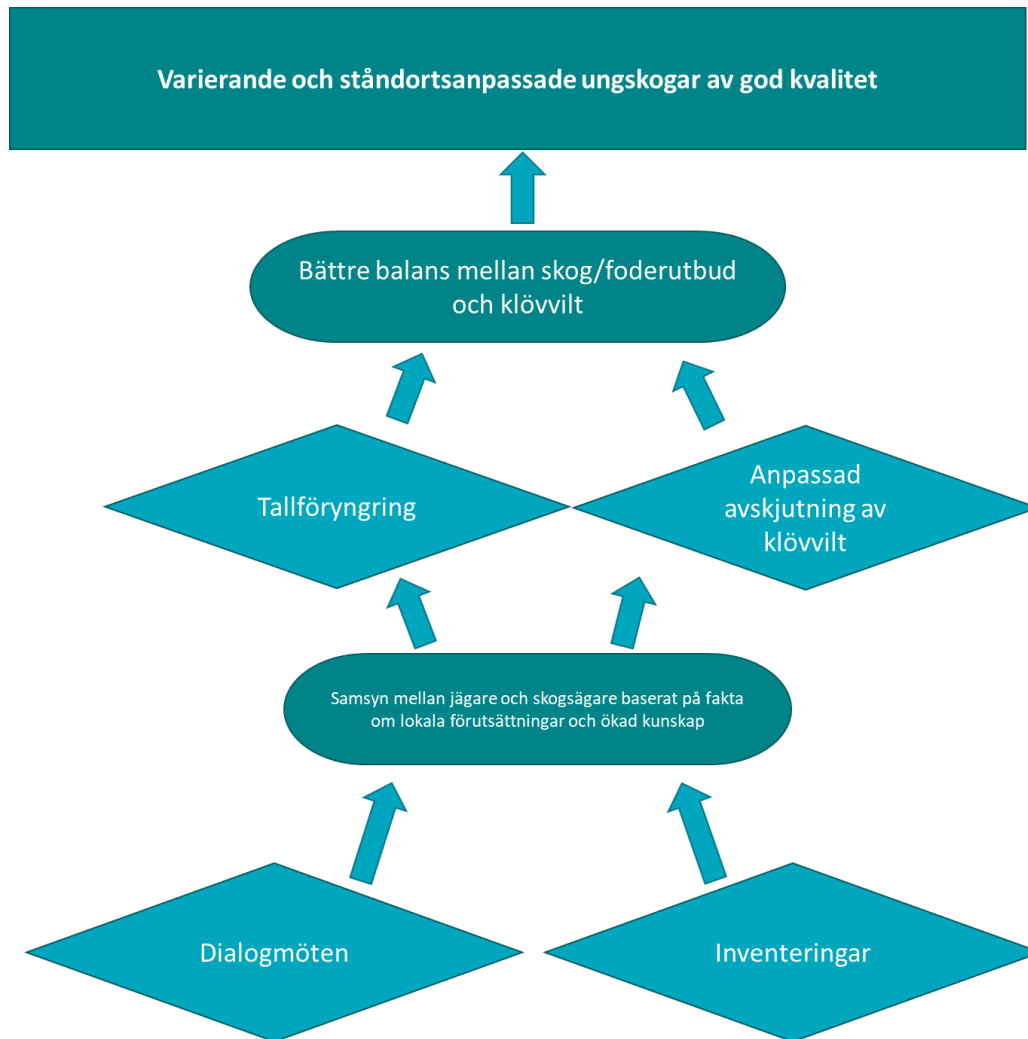 Varierande och ståndortsanpassade ungskogar av god kvalitet
Bättre balans mellan skog/foderutbud
och klövvilt
Tallföryngring
Anpassad
avskjutning av
klövvilt
Samsyn mellan jägare och skogsägare baserat på fakta
om lokala förutsättningar och ökad kunskap
Dialogmöten
Inventeringar